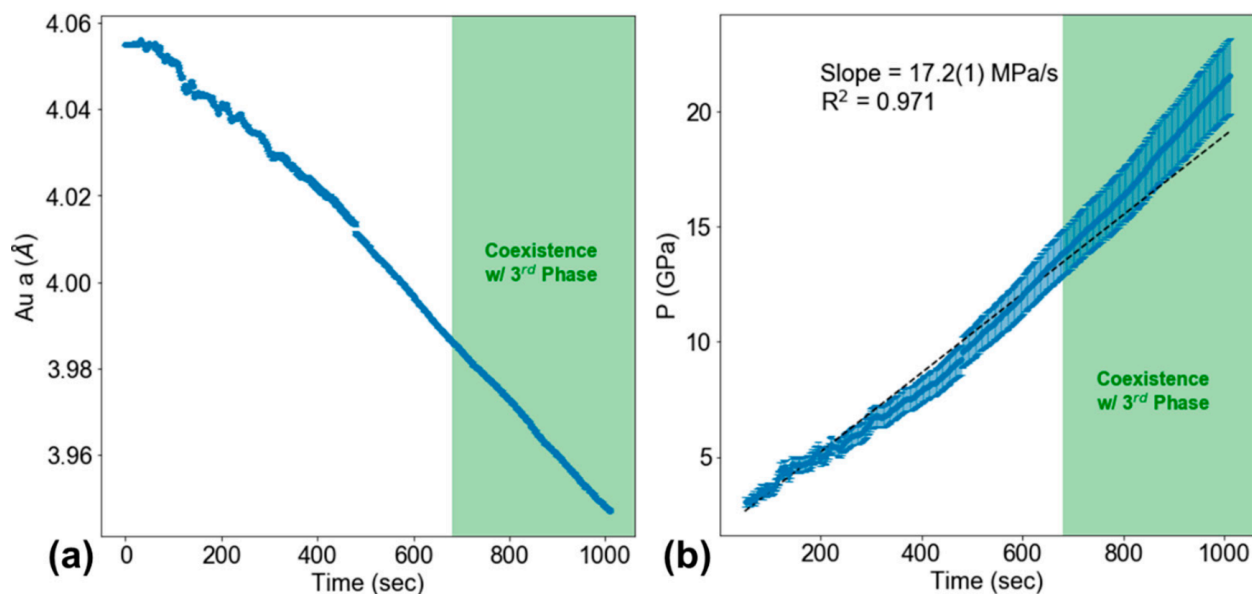 4.06
4.04
4.02
4.00
3.98
3.96
Au a (Å)
0 200 400 600 800 1000
Time (sec)
Coexistence
w/ 3rd Phase
(a)
20
15
10
5
P (GPa)
200 400 600 800 1000
Time (sec)
Slope = 17.2(1) MPa/s
R² = 0.971
Coexistence
w/ 3rd Phase
(b)